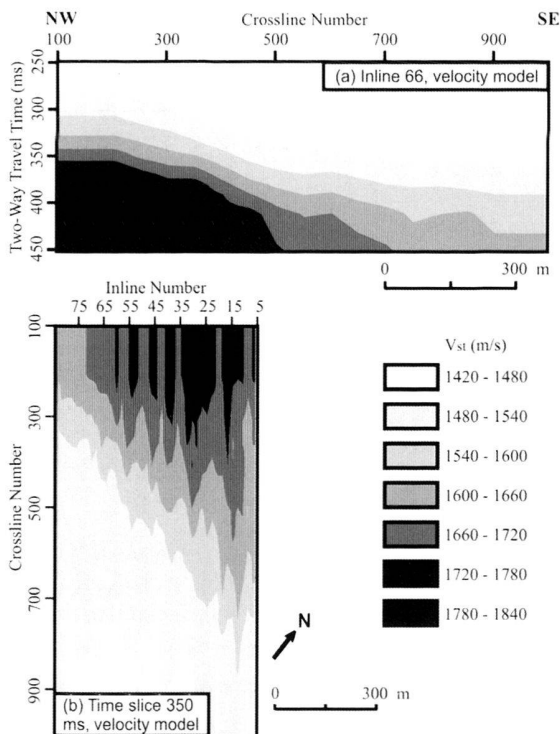 NW Crossline Number SE
100 300 500 700 900
Two-Way Travel Time (ms)
250
300
350
400
450
(a) Inline 66, velocity model
0 300 m
Inline Number
75 65 55 45 35 25 15 5
Crossline Number
100
300
500
700
900
(b) Time slice 350
ms, velocity model
N
0 300 m
Vst (m/s)
1420 - 1480
1480 - 1540
1540 - 1600
1600 - 1660
1660 - 1720
1720 - 1780
1780 - 1840